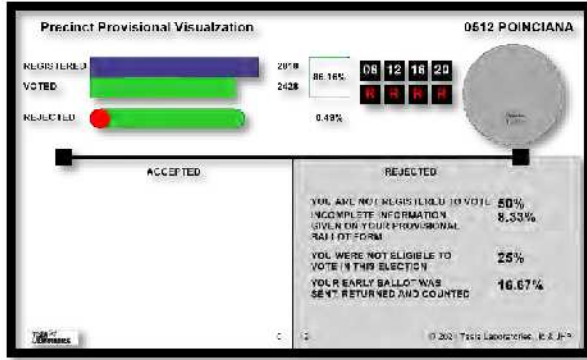 Precinct Provisional Visualzation
0512 POINCIANA
REGISTERED
VOTED 2428
86.16%
08 12 16 20
R R R R
REJECTED
0.49%
ACCEPTED
REJECTED
YOU ARE NOT REGISTERED TO VOTE 50%
INCOMPLETE INFORMATION 8.33%
GIVEN ON YOUR PROVISIONAL
BALLOT FORM
YOU WERE NOT ELIGIBLE TO 25%
VOTE IN THIS ELECTION
YOUR EARLY BALLOT WAS 16.67%
SENT, RETURNED AND COUNTED